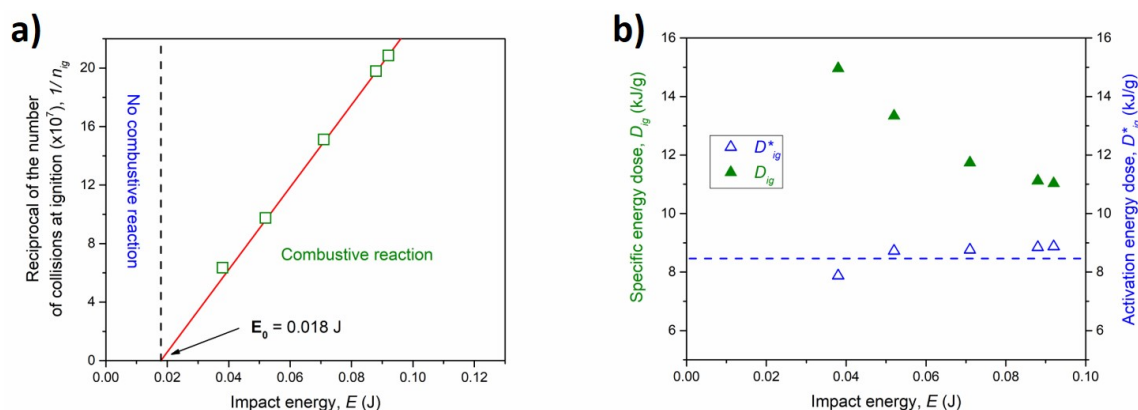 a)
Reciprocal of the number
of collisions at ignition (x10⁷), 1/ n_ig
20
16
12
8
4
0
No combustive reaction
Combustive reaction
E₀ = 0.018 J
0.00 0.02 0.04 0.06 0.08 0.10 0.12
Impact energy, E (J)
b)
Specific energy dose, D_ig (kJ/g)
16
15
14
13
12
11
10
9
8
6
D*_ig
D_ig
16
14
12
10
8
6
Activation energy dose, D*_ig (kJ/g)
0.00 0.02 0.04 0.06 0.08 0.10
Impact energy, E (J)